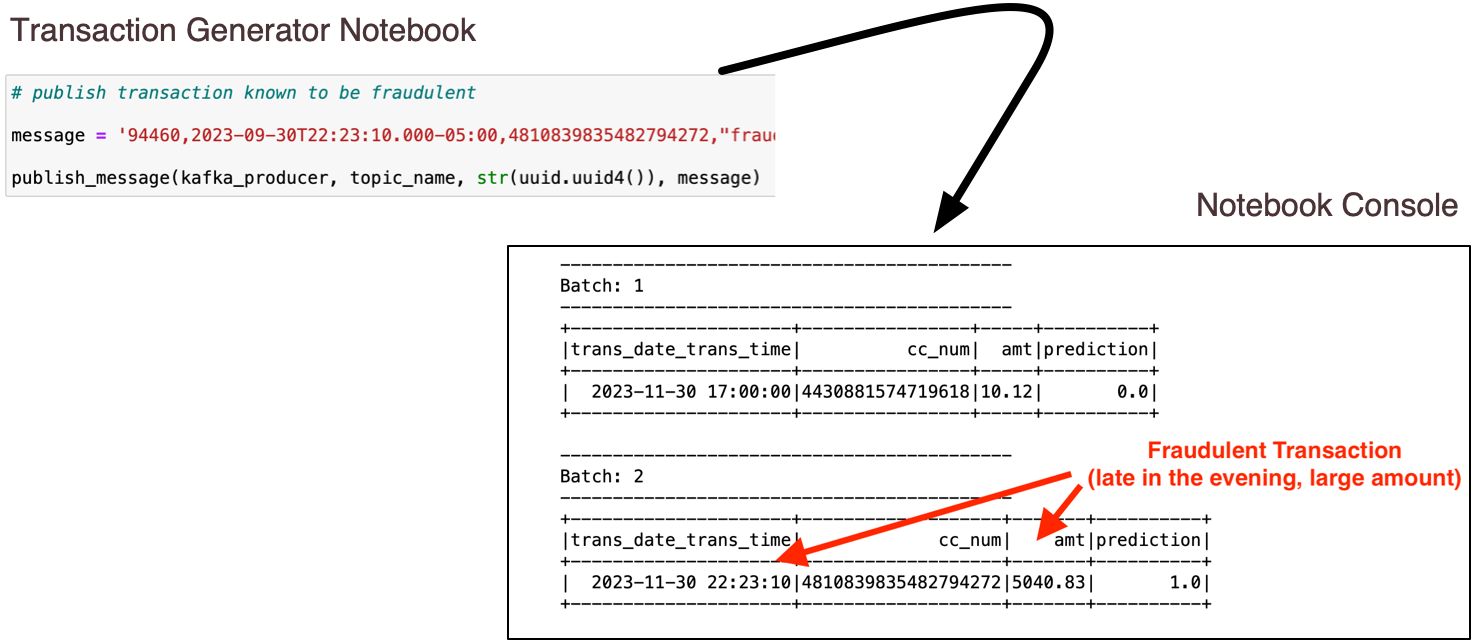 Transaction Generator Notebook
# publish transaction known to be fraudulent
message = '94460,2023-09-30T22:23:10.000-05:00,4810839835482794272,"frau
publish_message(kafka_producer, topic_name, str(uuid.uuid4()), message)
Notebook Console
-------------------------------------------
Batch: 1
-------------------------------------------
+---------------------+----------------+-----+----------+
|trans_date_trans_time|          cc_num|  amt|prediction|
+---------------------+----------------+-----+----------+
|  2023-11-30 17:00:00|4430881574719618|10.12|       0.0|
+---------------------+----------------+-----+----------+
-------------------------------------------
Fraudulent Transaction
(late in the evening, large amount)
Batch: 2
-------------------------------------------
+---------------------+-------------------+-------+----------+
|trans_date_trans_time|             cc_num|    amt|prediction|
+---------------------+-------------------+-------+----------+
|  2023-11-30 22:23:10|4810839835482794272|5040.83|       1.0|
+---------------------+-------------------+-------+----------+